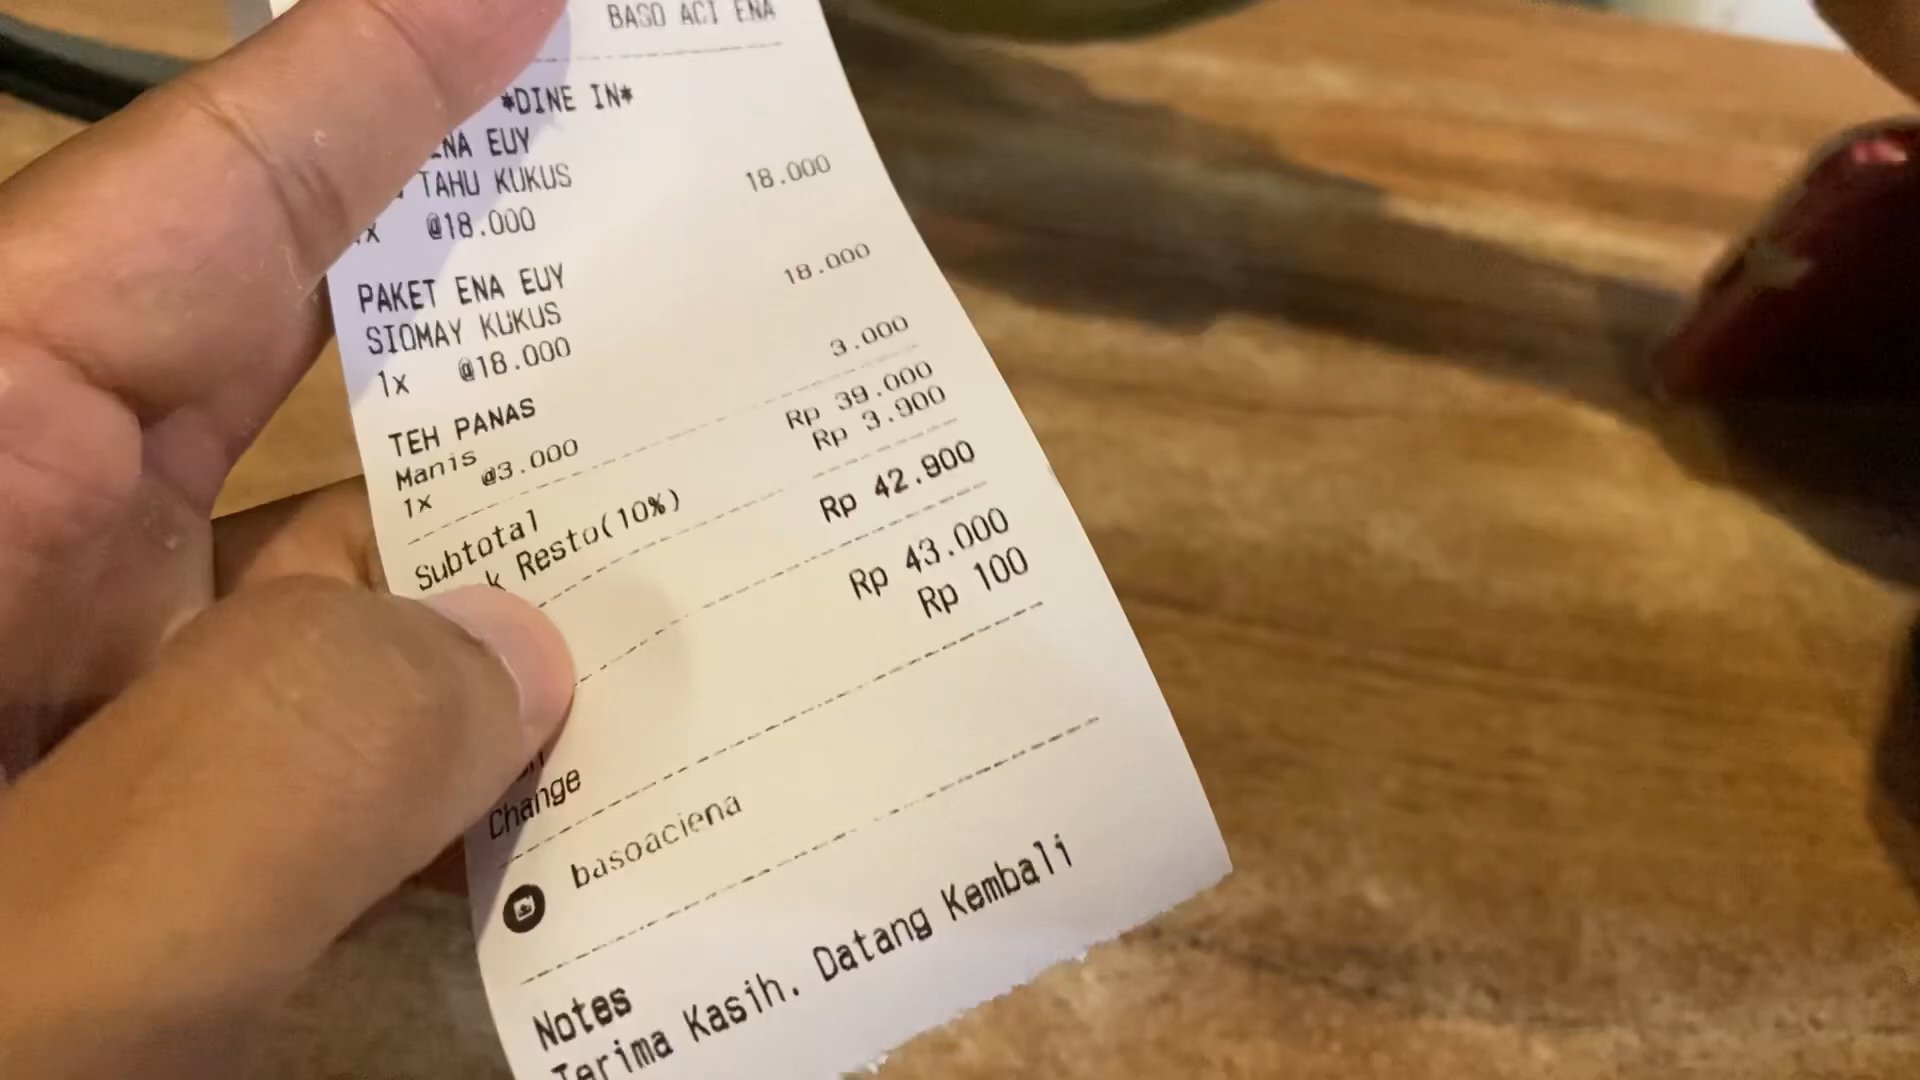 BASO ACI ENA
*DINE IN*
ENA EUY
TAHU KUKUS
@18.000 18.000
PAKET ENA EUY
SIOMAY KUKUS
1x @18.000 18.000
TEH PANAS
Manis
1x @3.000 3.000
Subtotal Rp 39.000
Resto(10%) Rp 3.900
Rp 42.900
Rp 43.000
Change Rp 100
basoaciena
Notes
Terima Kasih. Datang Kembali